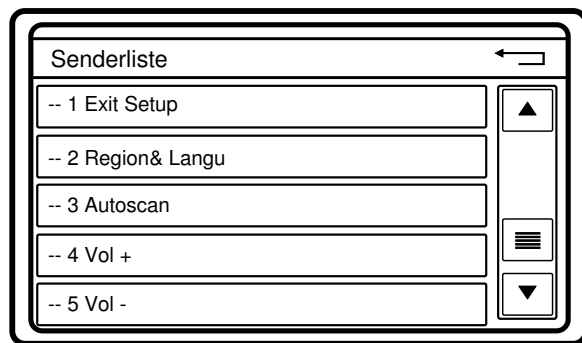 Senderliste
-- 1 Exit Setup
-- 2 Region& Langu
-- 3 Autoscan
-- 4 Vol +
-- 5 Vol -